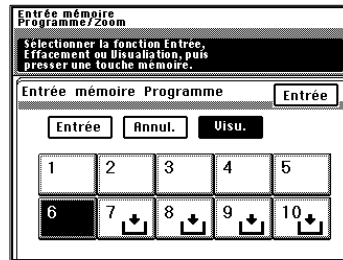 Entrée mémoire
Programme/Zoom
Sélectionner la fonction Entrée,
Effacement ou Visualiation, puis
presser une touche mémoire.
Entrée mémoire Programme
Entrée
Entrée Annul. Visu.
1 2 3 4 5
6 7 8 9 10